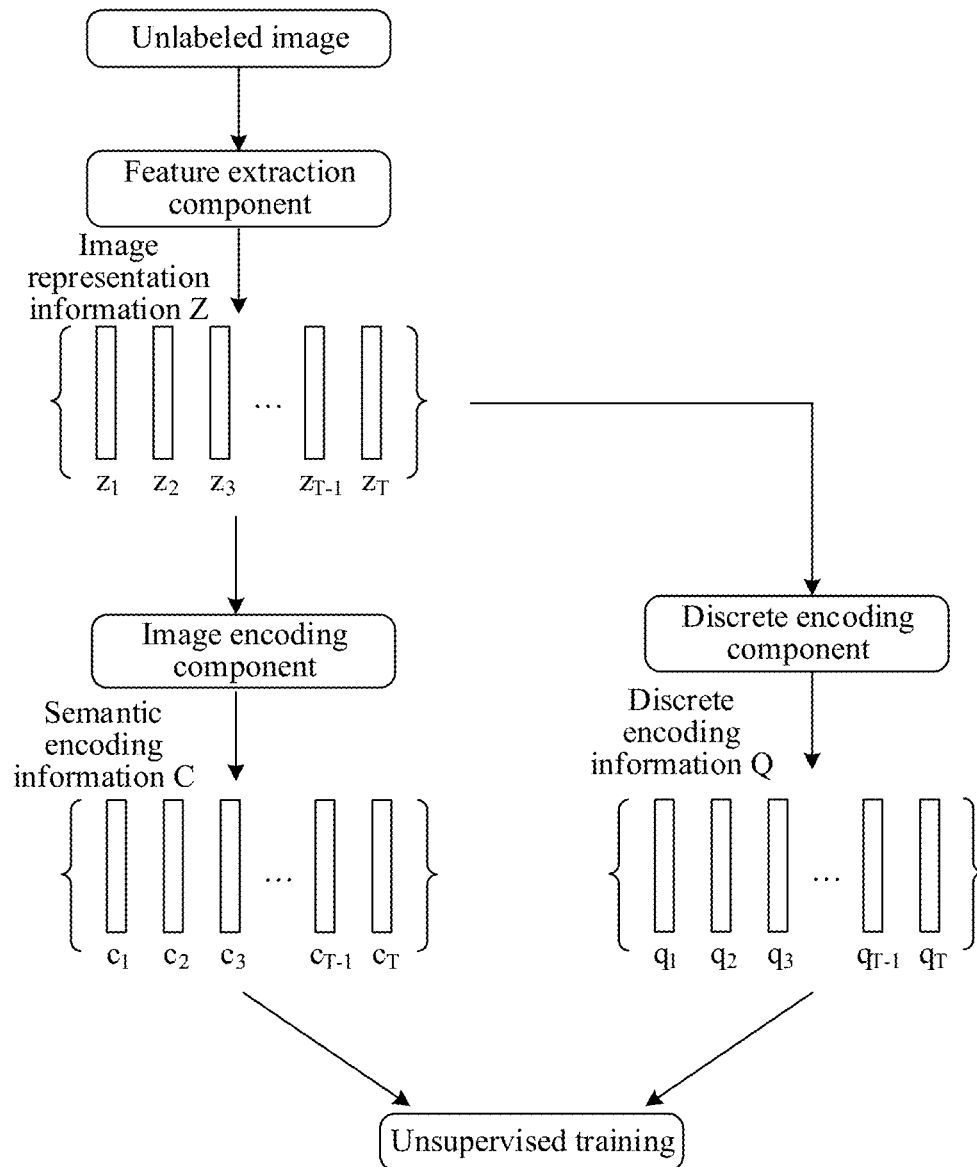 Unlabeled image
Feature extraction
component
Image
representation
information Z
...
z1 z2 z3 zT-1 zT
Image encoding
component
Discrete encoding
component
Semantic
encoding
information C
Discrete
encoding
information Q
...
c1 c2 c3 cT-1 cT
...
q1 q2 q3 qT-1 qT
Unsupervised training